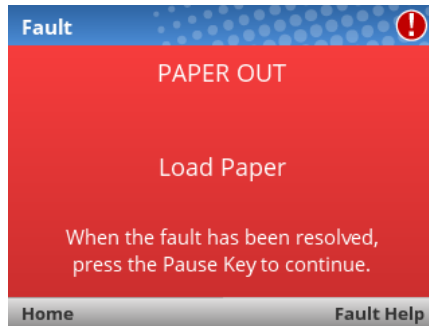 Fault
PAPER OUT
Load Paper
When the fault has been resolved,
press the Pause Key to continue.
Home Fault Help